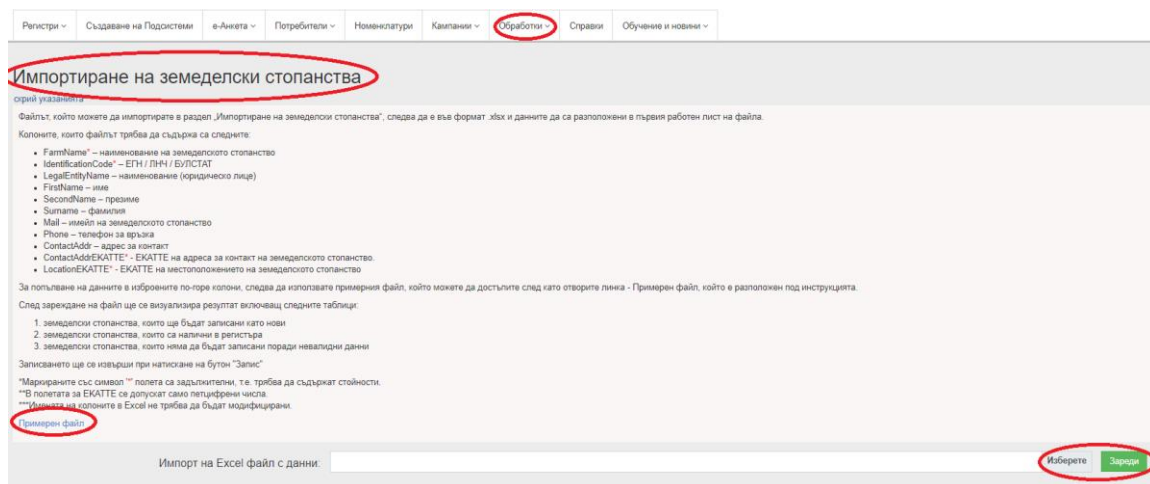 Регистри
Създаване на Подсистеми
е-Анкета
Потребители
Номенклатури
Кампании
Обработки
Справки
Обучение и новини
Импортиране на земеделски стопанства
скрий указанията
Файлът, който можете да импортирате в раздел „Импортиране на земеделски стопанства“, следва да е във формат .xlsx и данните да са разположени в първия работен лист на файла.
Колоните, които файлът трябва да съдържа са следните:
• FarmName* – наименование на земеделското стопанство
• IdentificationCode* – ЕГН / ЛНЧ / БУЛСТАТ
• LegalEntityName – наименование (юридическо лице)
• FirstName – име
• SecondName – презиме
• Surname – фамилия
• Mail – имейл на земеделското стопанство
• Phone – телефон за връзка
• ContactAddr – адрес за контакт
• ContactAddrEKATTE* - ЕКАТТЕ на адреса за контакт на земеделското стопанство.
• LocationEKATTE* - ЕКАТТЕ на местоположението на земеделското стопанство
За попълване на данните в изброените по-горе колони, следва да използвате примерния файл, който можете да достъпите след като отворите линка - Примерен файл, който е разположен под инструкцията.
След зареждане на файл ще се визуализира резултат включващ следните таблици:
1. земеделски стопанства, които ще бъдат записани като нови
2. земеделски стопанства, които са налични в регистъра
3. земеделски стопанства, които няма да бъдат записани поради невалидни данни
Записването ще се извърши при натискане на бутон "Запис"
*Маркираните със символ "*" полета са задължителни, т.е. трябва да съдържат стойности.
**В полетата за ЕКАТТЕ се допускат само петцифрени числа.
***Имената на колоните в Excel не трябва да бъдат модифицирани.
Примерен файл
Импорт на Excel файл с данни:
Изберете
Зареди